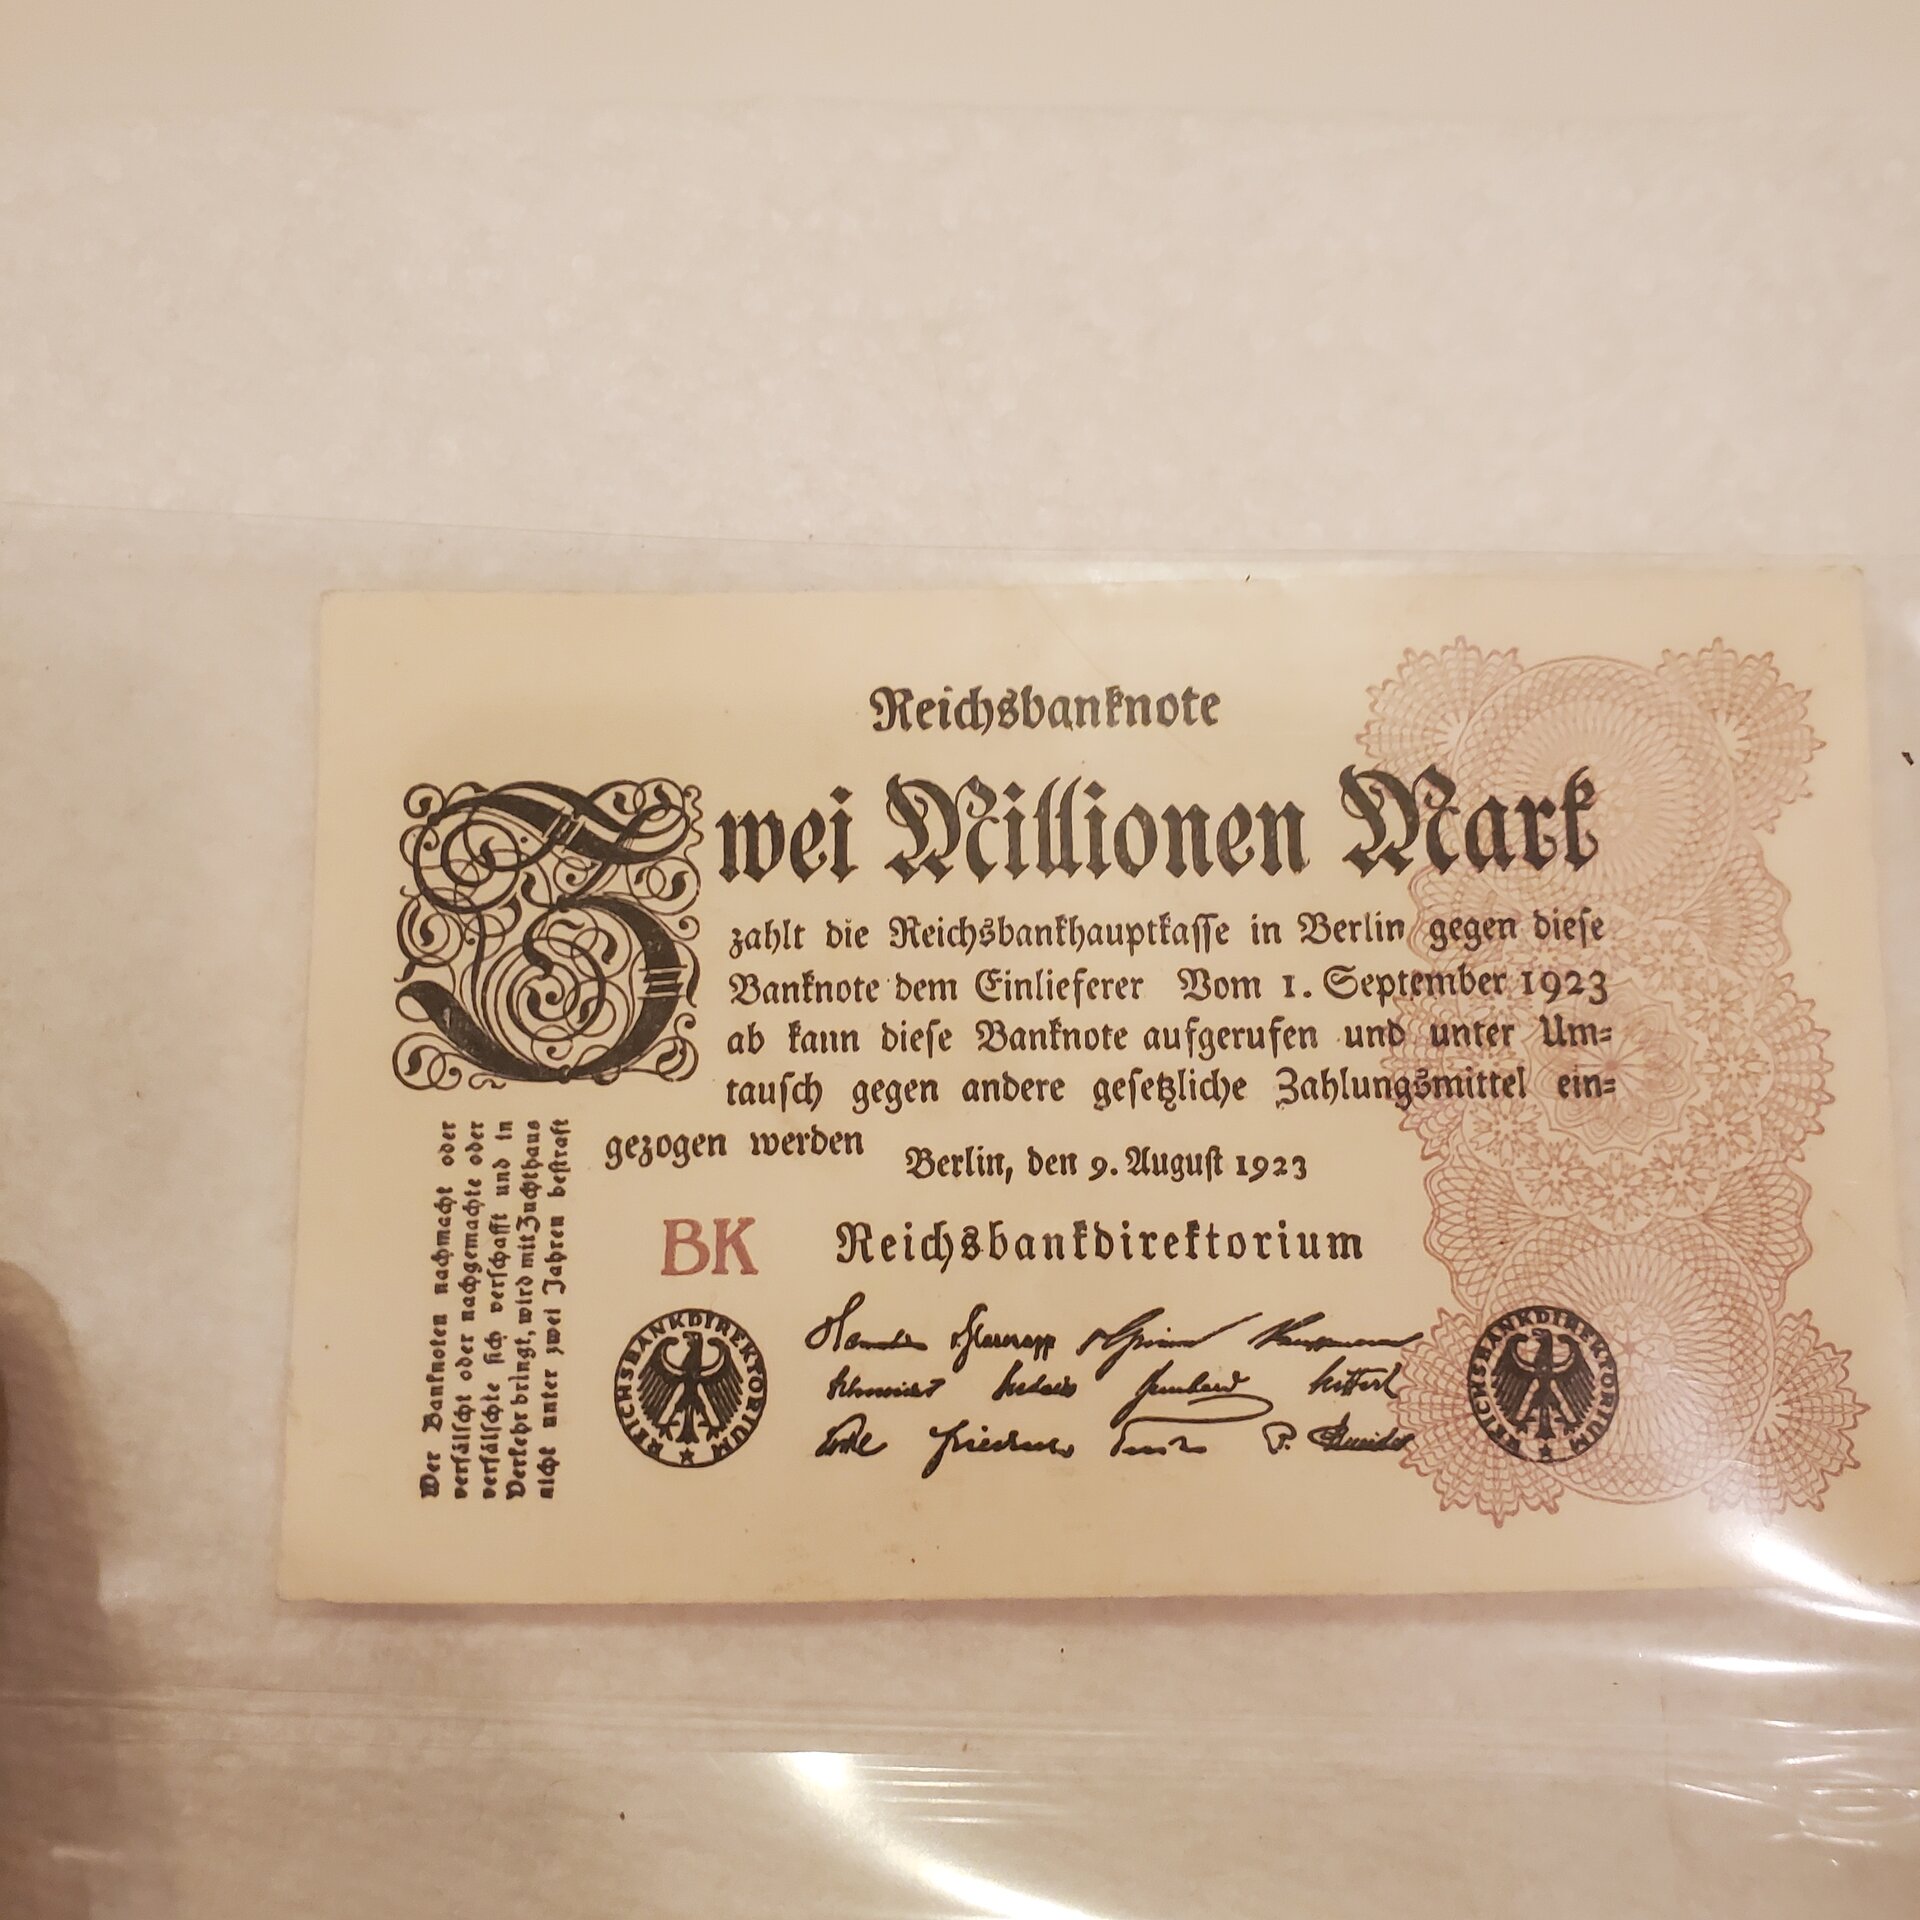 Reichsbanknote
Zwei Millionen Mark
zahlt die Reichsbankhauptkasse in Berlin gegen diese
Banknote dem Einlieferer Vom 1. September 1923
ab kann diese Banknote aufgerufen und unter Um=
tausch gegen andere gesetzliche Zahlungsmittel ein=
gezogen werden
Berlin, den 9. August 1923
BK Reichsbankdirektorium
REICHSBANKDIREKTORIUM
REICHSBANKDIREKTORIUM
Wer Banknoten nachmacht oder
verfälscht oder nachgemachte oder
verfälschte sich verschafft und in
Verkehr bringt, wird mit Zuchthaus
nicht unter zwei Jahren bestraft